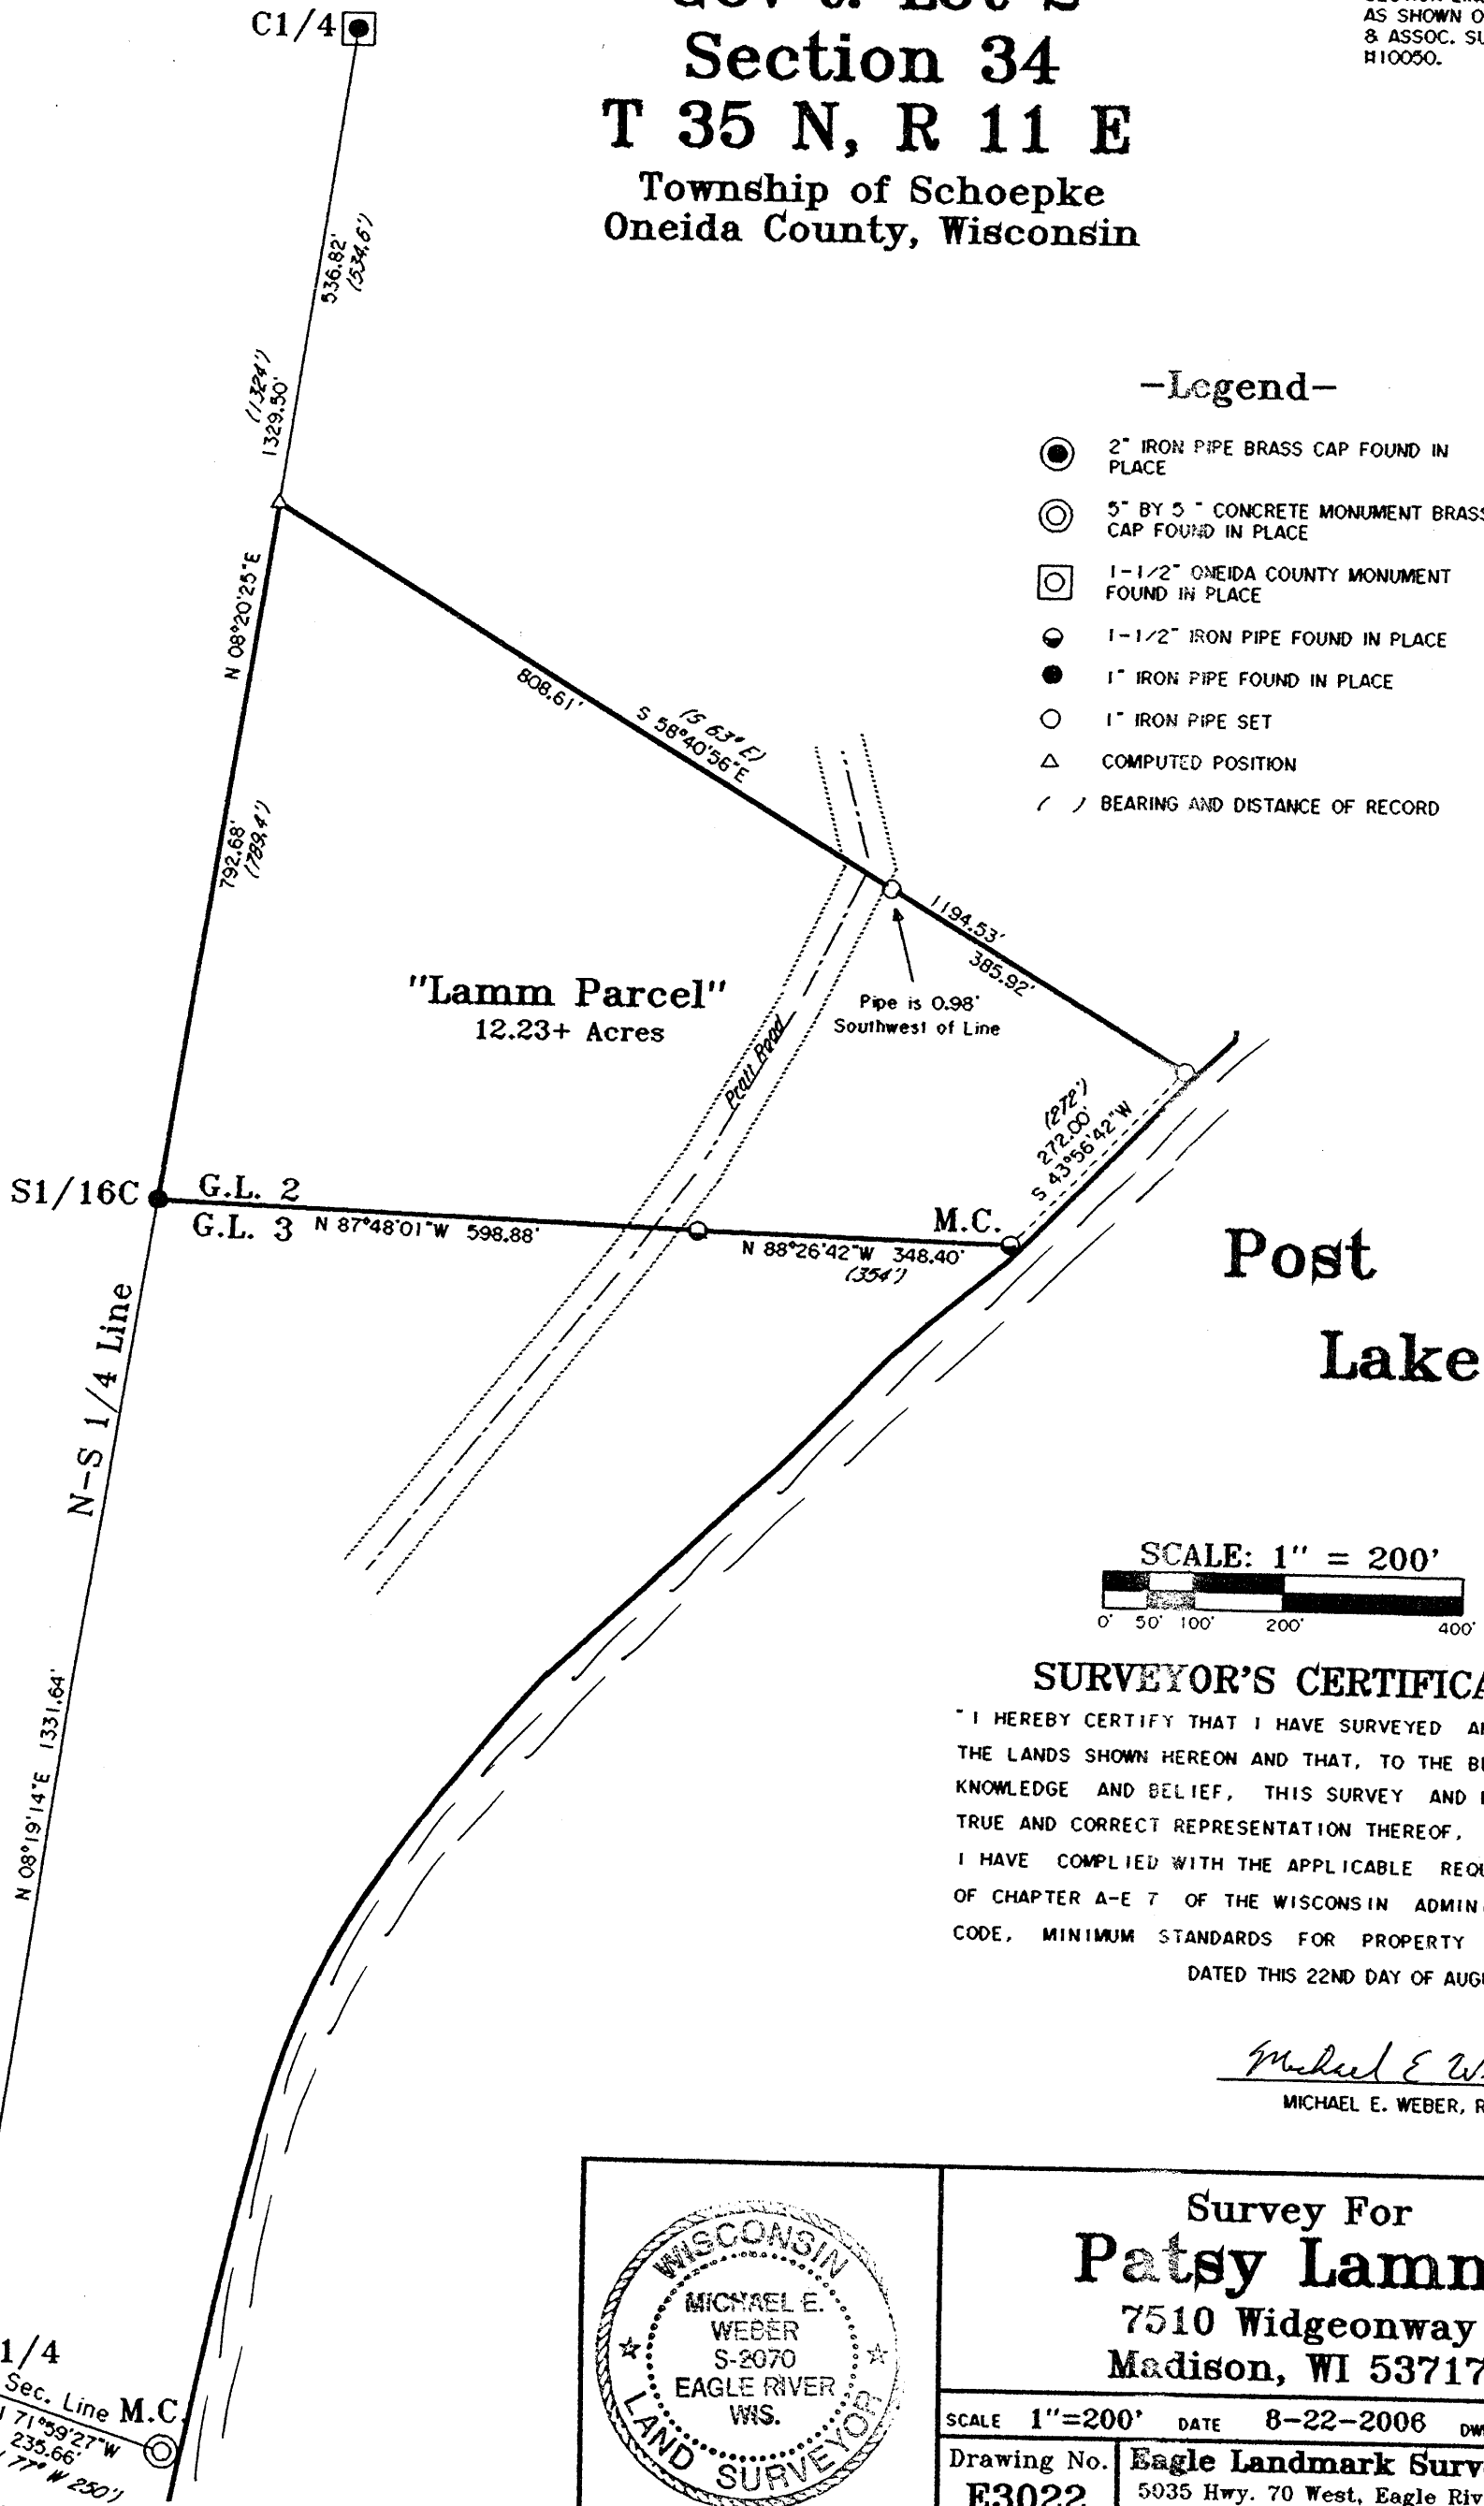 C1/4
Section 34
T 35 N, R 11 E
Township of Schoepke
Oneida County, Wisconsin
AS SHOWN O
& ASSOC. SU
#10050.
536.82'
(534.6')
(1324')
1329.50'
N 08°20'25"E
792.68'
(789.4')
-Legend-
2" IRON PIPE BRASS CAP FOUND IN
PLACE
5" BY 5" CONCRETE MONUMENT BRASS
CAP FOUND IN PLACE
1-1/2" ONEIDA COUNTY MONUMENT
FOUND IN PLACE
1-1/2" IRON PIPE FOUND IN PLACE
1" IRON PIPE FOUND IN PLACE
1" IRON PIPE SET
COMPUTED POSITION
( ) BEARING AND DISTANCE OF RECORD
808.61'
(S 63° E)
S 58°40'56"E
1194.53'
385.92'
Pipe is 0.98'
Southwest of Line
"Lamm Parcel"
12.23+ Acres
Pratt Road
(272')
272.00'
S 43°56'42"W
S1/16C
G.L. 2
G.L. 3
N 87°48'01"W 598.88'
M.C.
N 88°26'42"W 348.40'
(354')
Post
Lake
N-S 1/4 Line
N 08°19'14"E 1331.64'
SCALE: 1" = 200'
0' 50' 100' 200' 400'
SURVEYOR'S CERTIFICA
"I HEREBY CERTIFY THAT I HAVE SURVEYED A
THE LANDS SHOWN HEREON AND THAT, TO THE B
KNOWLEDGE AND BELIEF, THIS SURVEY AND
TRUE AND CORRECT REPRESENTATION THEREOF,
I HAVE COMPLIED WITH THE APPLICABLE REQU
OF CHAPTER A-E 7 OF THE WISCONSIN ADMIN
CODE, MINIMUM STANDARDS FOR PROPERTY
DATED THIS 22ND DAY OF AUGU
Michael E W
MICHAEL E. WEBER, R
WISCONSIN
MICHAEL E.
WEBER
S-2070
EAGLE RIVER
WIS.
LAND SURVEYOR
Survey For
Patsy Lamm
7510 Widgeonway
Madison, WI 53717
SCALE 1"=200' DATE 8-22-2006 DW
Drawing No.
E3022
Eagle Landmark Surv
5035 Hwy. 70 West, Eagle Riv
1/4
Sec. Line
M.C.
71°59'27"W
235.66'
77° W 250')